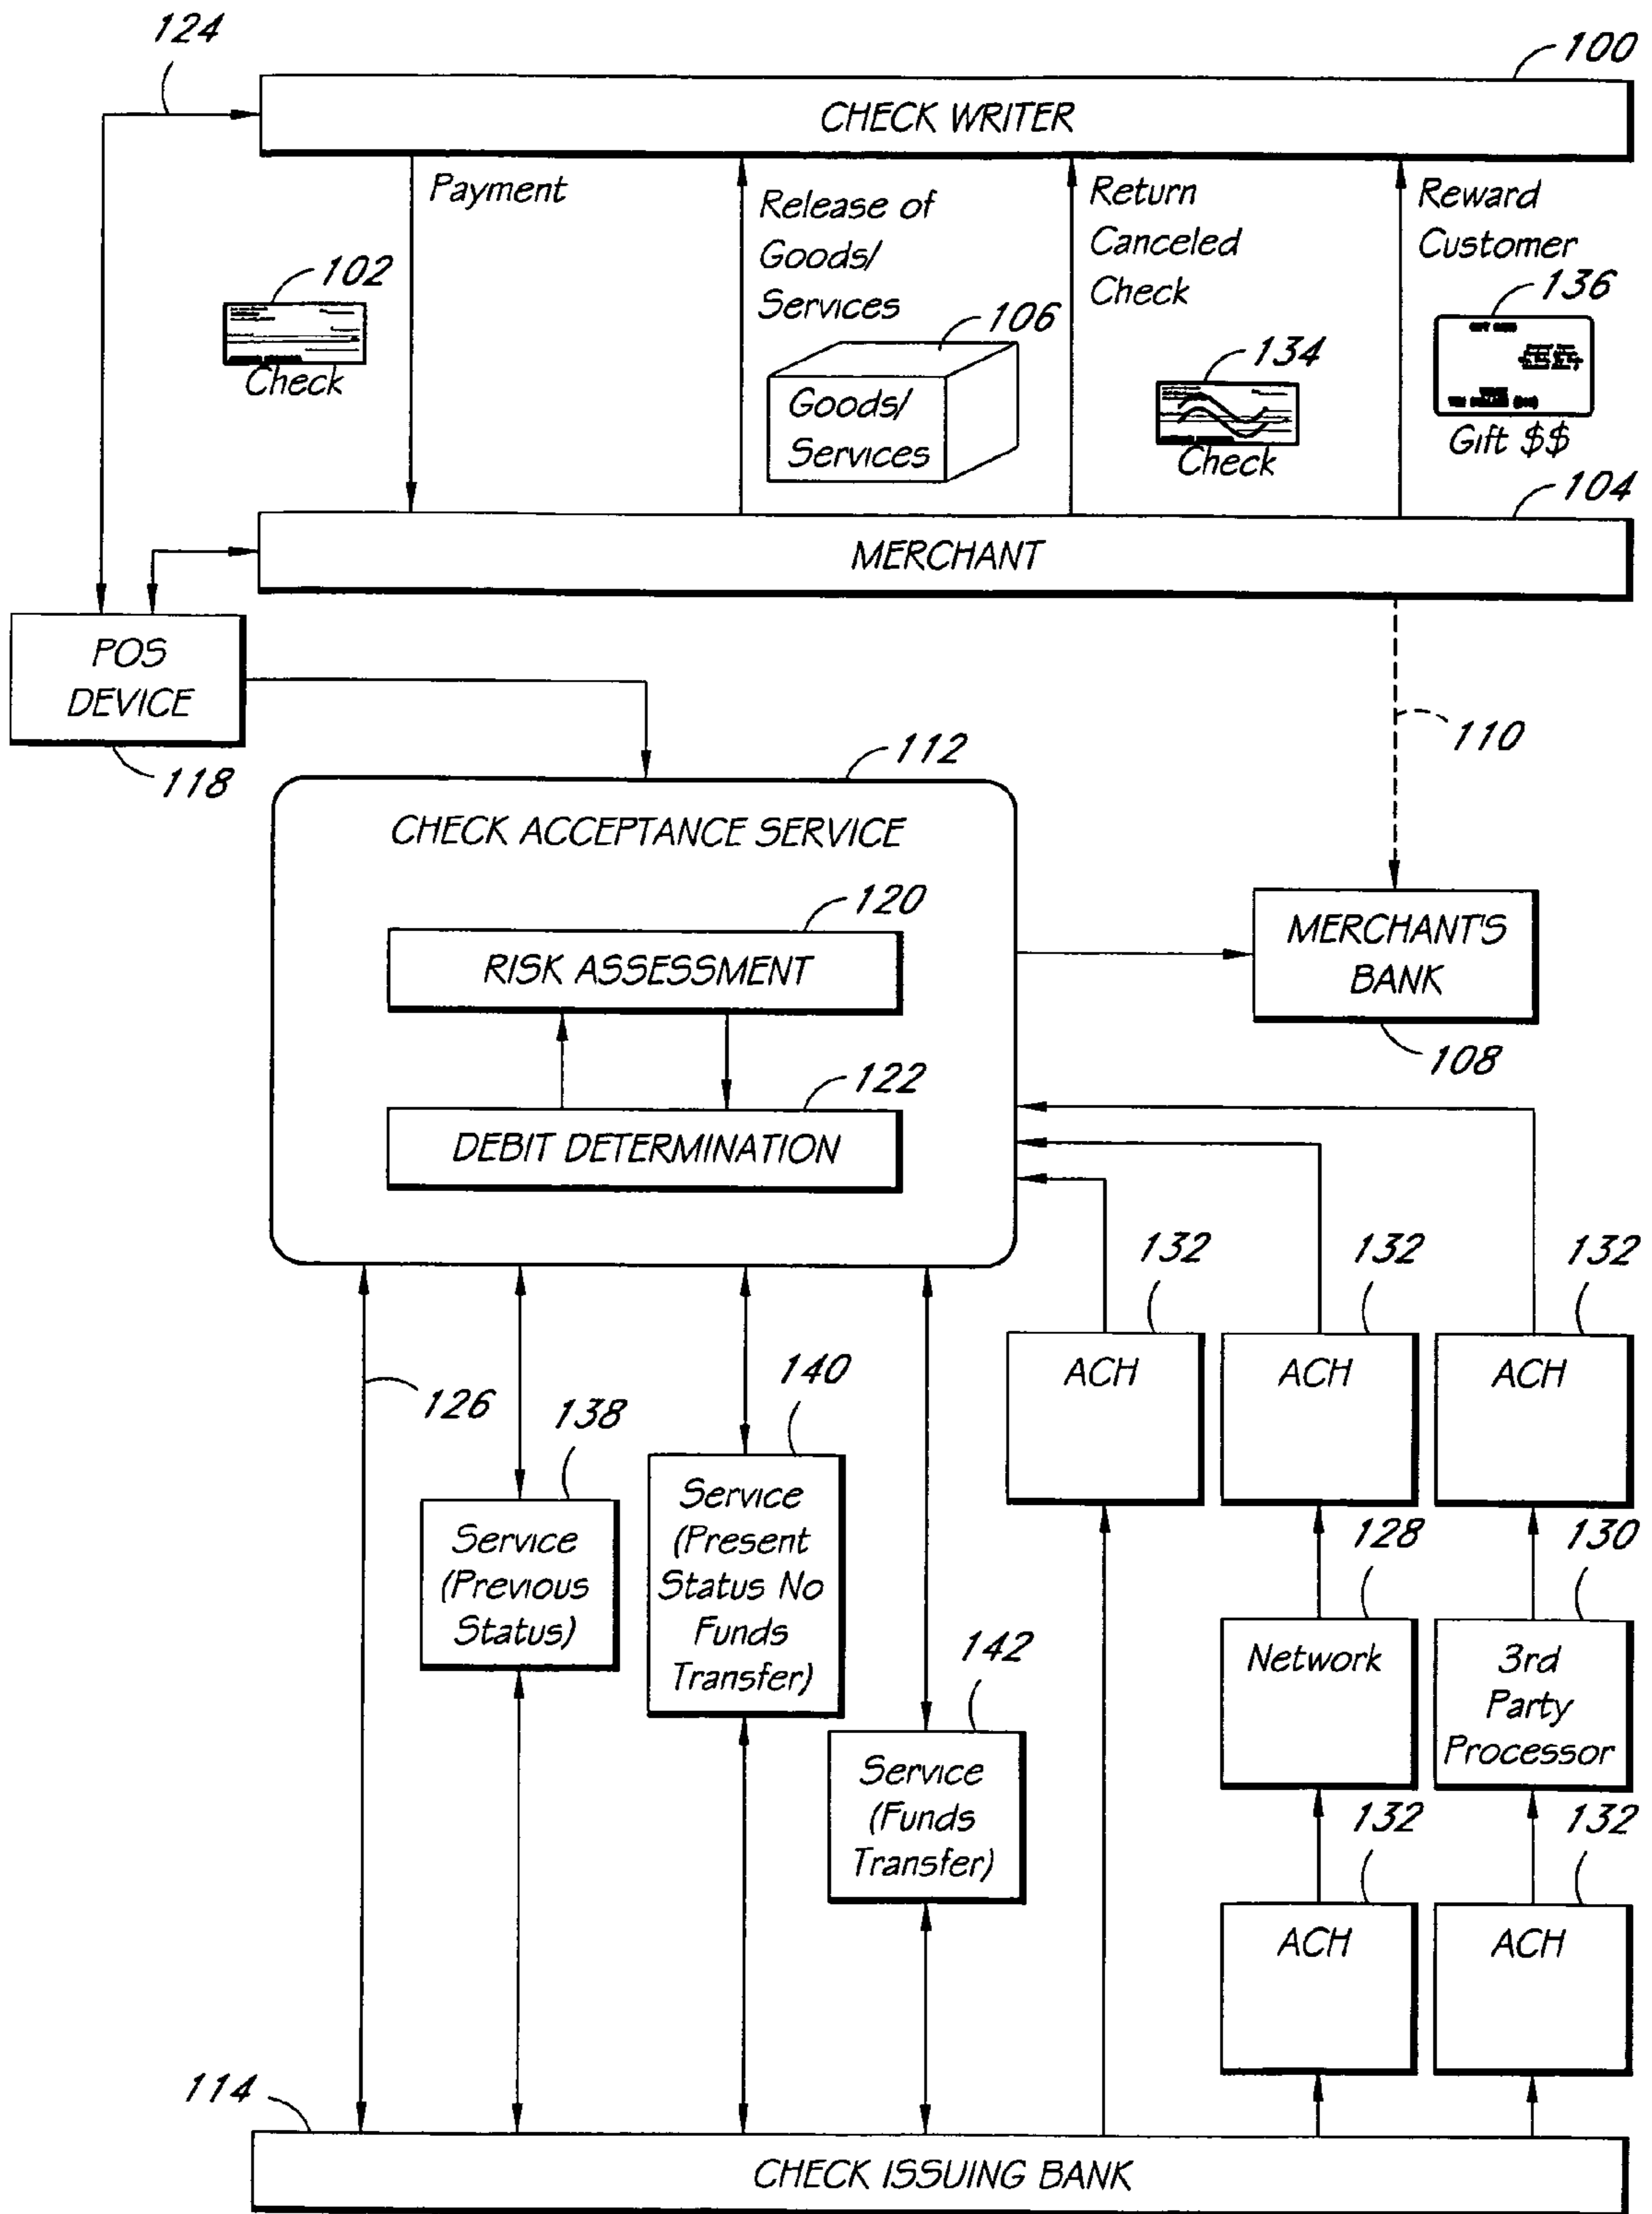 124
100
CHECK WRITER
Payment
Release of
Goods/
Services
Return
Canceled
Check
Reward
Customer
102
Check
106
Goods/
Services
134
Check
136
Gift $$
104
MERCHANT
POS
DEVICE
118
110
112
CHECK ACCEPTANCE SERVICE
120
RISK ASSESSMENT
122
DEBIT DETERMINATION
MERCHANT'S
BANK
108
132
132
132
ACH
ACH
ACH
126
138
Service
(Previous
Status)
140
Service
(Present
Status No
Funds
Transfer)
142
Service
(Funds
Transfer)
128
Network
130
3rd
Party
Processor
132
132
ACH
ACH
114
CHECK ISSUING BANK